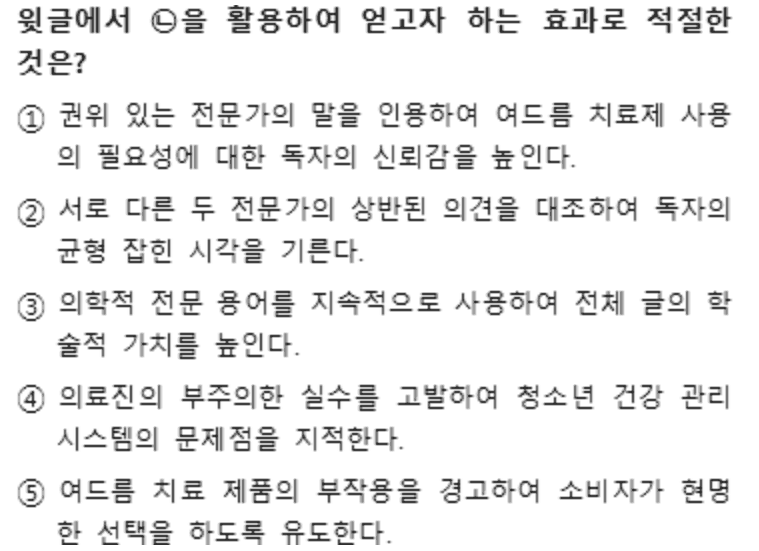 윗글에서 ㉡을 활용하여 얻고자 하는 효과로 적절한
것은?
① 권위 있는 전문가의 말을 인용하여 여드름 치료제 사용
의 필요성에 대한 독자의 신뢰감을 높인다.
② 서로 다른 두 전문가의 상반된 의견을 대조하여 독자의
균형 잡힌 시각을 기른다.
③ 의학적 전문 용어를 지속적으로 사용하여 전체 글의 학
술적 가치를 높인다.
④ 의료진의 부주의한 실수를 고발하여 청소년 건강 관리
시스템의 문제점을 지적한다.
⑤ 여드름 치료 제품의 부작용을 경고하여 소비자가 현명
한 선택을 하도록 유도한다.